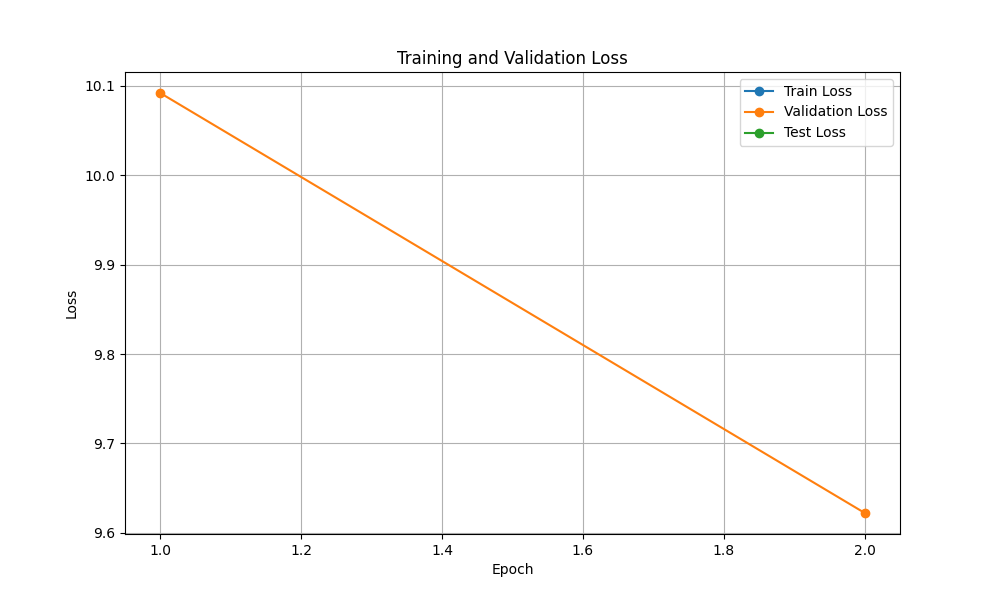 Training and Validation Loss
Train Loss
Validation Loss
Test Loss
10.1
10.0
9.9
9.8
9.7
9.6
Loss
1.0 1.2 1.4 1.6 1.8 2.0
Epoch